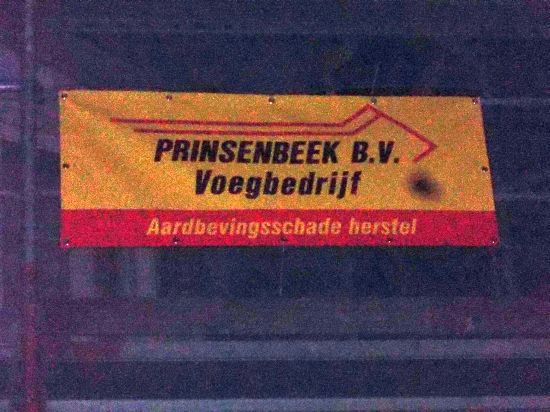 PRINSENBEEK B.V.
Voegbedrijf
Aardbevingsschade herstel